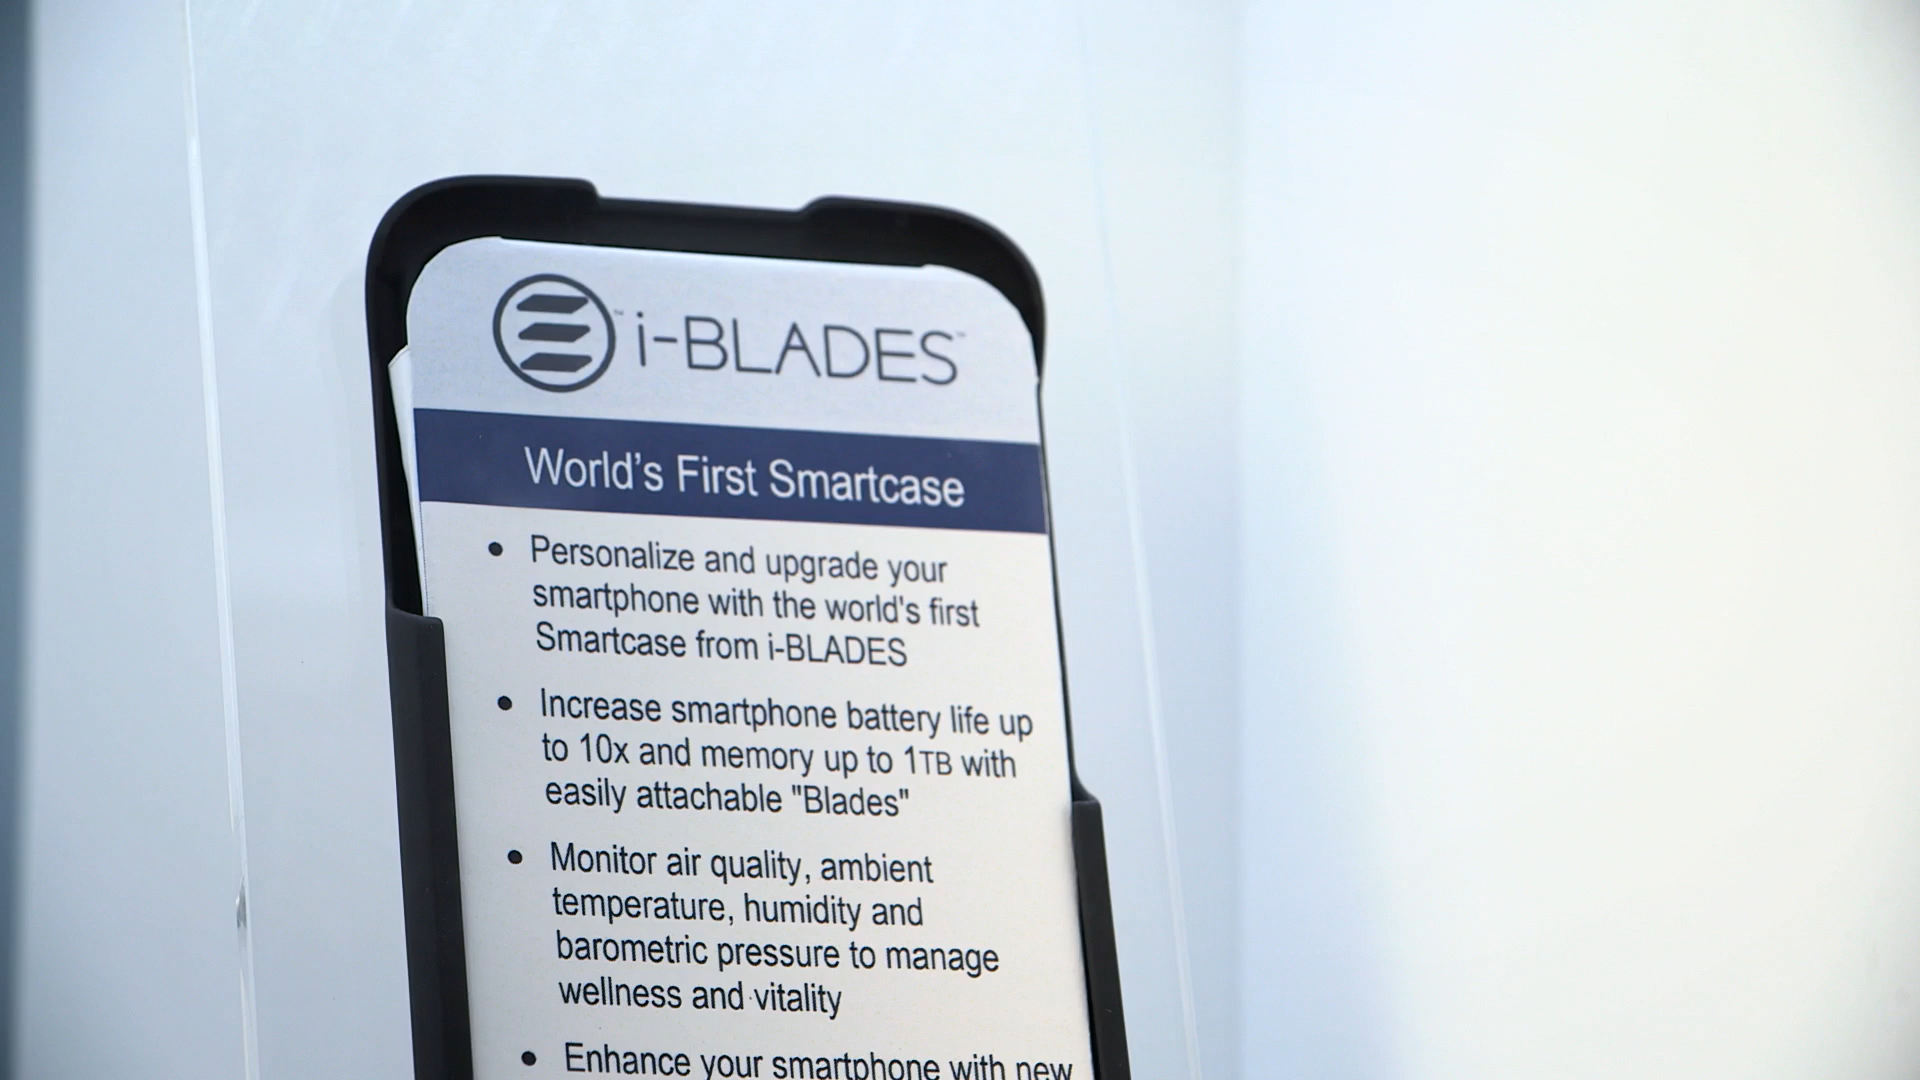 i-BLADES™
World's First Smartcase
• Personalize and upgrade your
smartphone with the world's first
Smartcase from i-BLADES
• Increase smartphone battery life up
to 10x and memory up to 1TB with
easily attachable "Blades"
• Monitor air quality, ambient
temperature, humidity and
barometric pressure to manage
wellness and vitality
• Enhance your smartphone with new